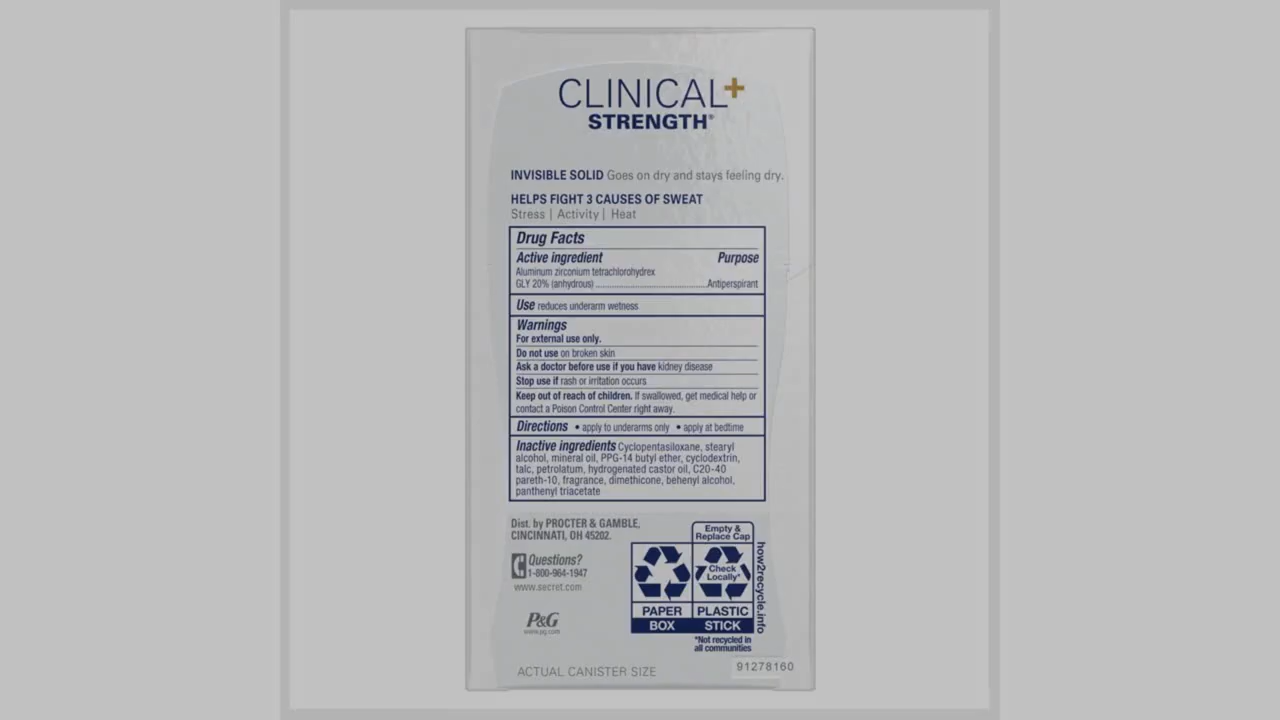 CLINICAL+
STRENGTH®
INVISIBLE SOLID Goes on dry and stays feeling dry.
HELPS FIGHT 3 CAUSES OF SWEAT
Stress | Activity | Heat
Drug Facts
Active ingredient Purpose
Aluminum zirconium tetrachlorohydrex
GLY 20% (anhydrous) ................................................ Antiperspirant
Use reduces underarm wetness
Warnings
For external use only.
Do not use on broken skin
Ask a doctor before use if you have kidney disease
Stop use if rash or irritation occurs
Keep out of reach of children. If swallowed, get medical help or
contact a Poison Control Center right away.
Directions • apply to underarms only • apply at bedtime
Inactive ingredients Cyclopentasiloxane, stearyl
alcohol, mineral oil, PPG-14 butyl ether, cyclodextrin,
talc, petrolatum, hydrogenated castor oil, C20-40
pareth-10, fragrance, dimethicone, behenyl alcohol,
panthenyl triacetate
Dist. by PROCTER & GAMBLE,
CINCINNATI, OH 45202.
Questions?
1-800-964-1947
www.secret.com
P&G
www.pg.com
Empty &
Replace Cap
Check
Locally*
PAPER
BOX
PLASTIC
STICK
how2recycle.info
*Not recycled in
all communities
ACTUAL CANISTER SIZE
91278160